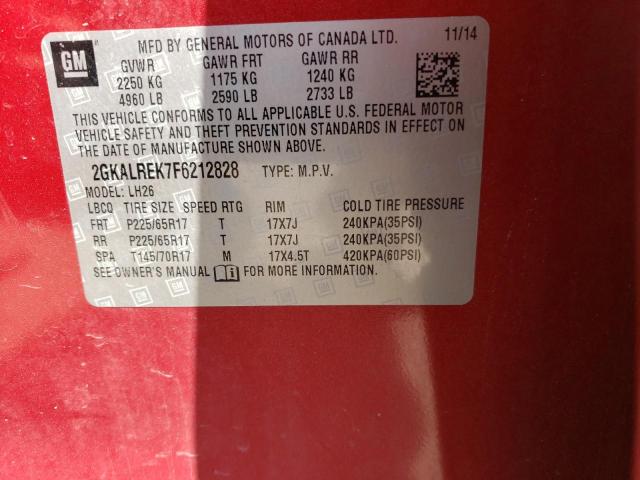 GM
MFD BY GENERAL MOTORS OF CANADA LTD. 11/14
GVWR GAWR FRT GAWR RR
2250 KG 1175 KG 1240 KG
4960 LB 2590 LB 2733 LB
THIS VEHICLE CONFORMS TO ALL APPLICABLE U.S. FEDERAL MOTOR
VEHICLE SAFETY AND THEFT PREVENTION STANDARDS IN EFFECT ON
THE DATE OF MANUFACTURE SHOWN ABOVE.
2GKALREK7F6212828 TYPE: M.P.V.
MODEL: LH26
LBCQ TIRE SIZE SPEED RTG RIM COLD TIRE PRESSURE
FRT P225/65R17 T 17X7J 240KPA(35PSI)
RR P225/65R17 T 17X7J 240KPA(35PSI)
SPA T145/70R17 M 17X4.5T 420KPA(60PSI)
SEE OWNER'S MANUAL FOR MORE INFORMATION.